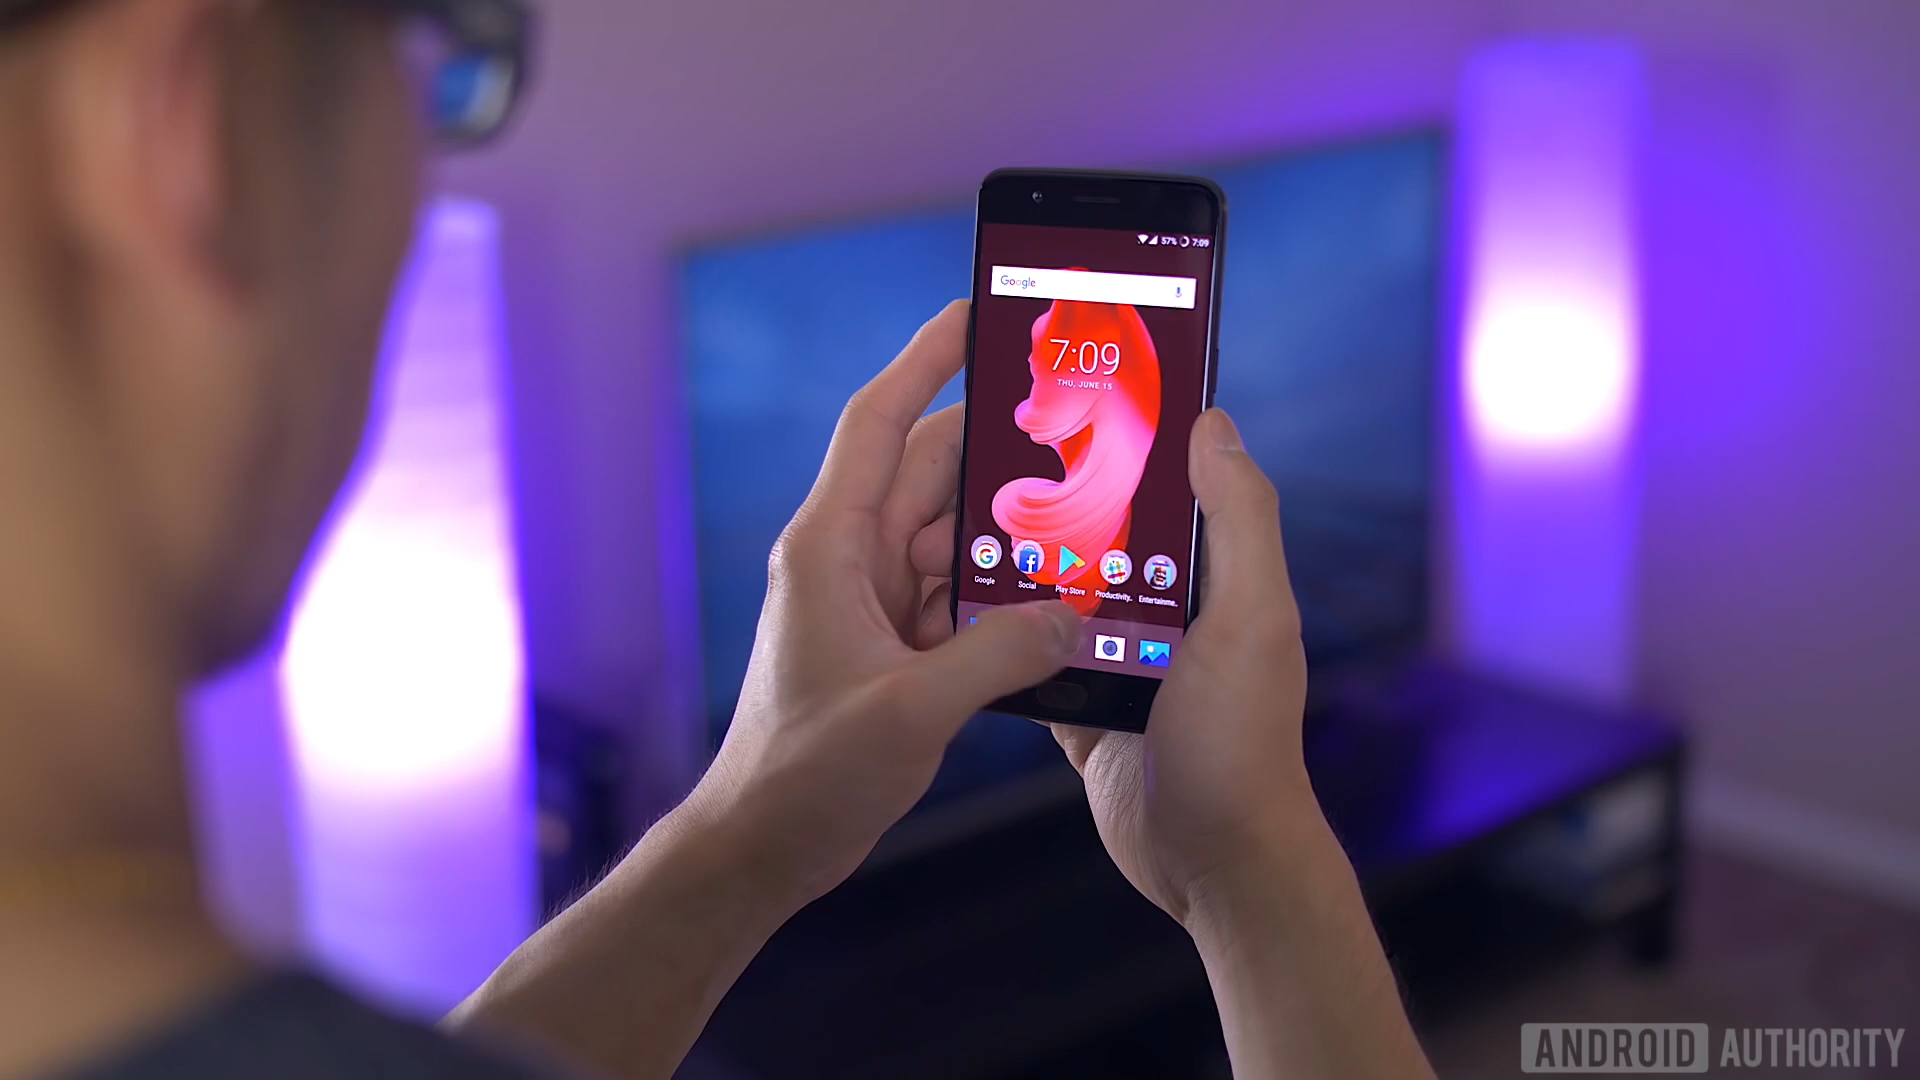 57% 7:09
Google
7:09
THU, JUNE 15
Google Social Play Store Productivity.. Entertainme..
ANDROID AUTHORITY